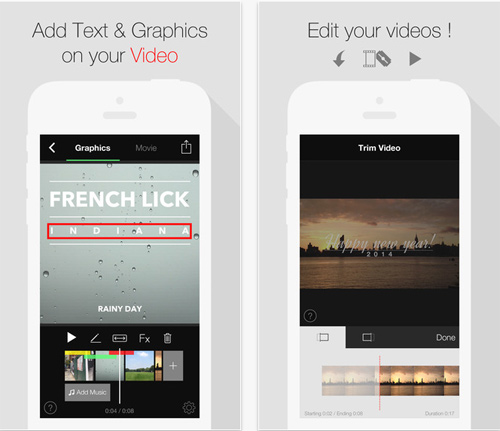 Add Text & Graphics
on your Video
Graphics
Movie
FRENCH LICK
INDIANA
RAINY DAY
Fx
+
Add Music
?
0:04 / 0:08
Edit your videos !
Trim Video
Happy new year!
2014
?
Done
Starting 0:02 / Ending 0:08
Duration 0:17